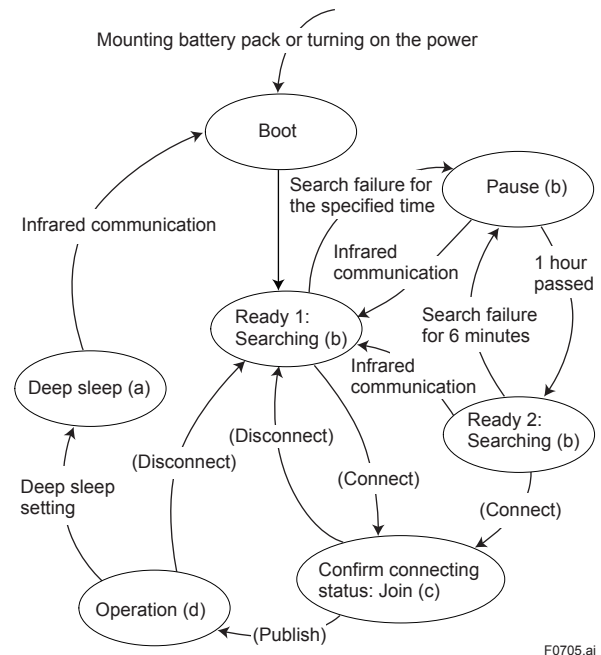 Mounting battery pack or turning on the power
Boot
Search failure for
the specified time
Pause (b)
Infrared communication
Infrared
communication
1 hour
passed
Ready 1:
Searching (b)
Search failure
for 6 minutes
Infrared
communication
Deep sleep (a)
Ready 2:
Searching (b)
(Disconnect)
(Disconnect)
(Connect)
Deep sleep
setting
(Connect)
Confirm connecting
status: Join (c)
Operation (d)
(Publish)
F0705.ai